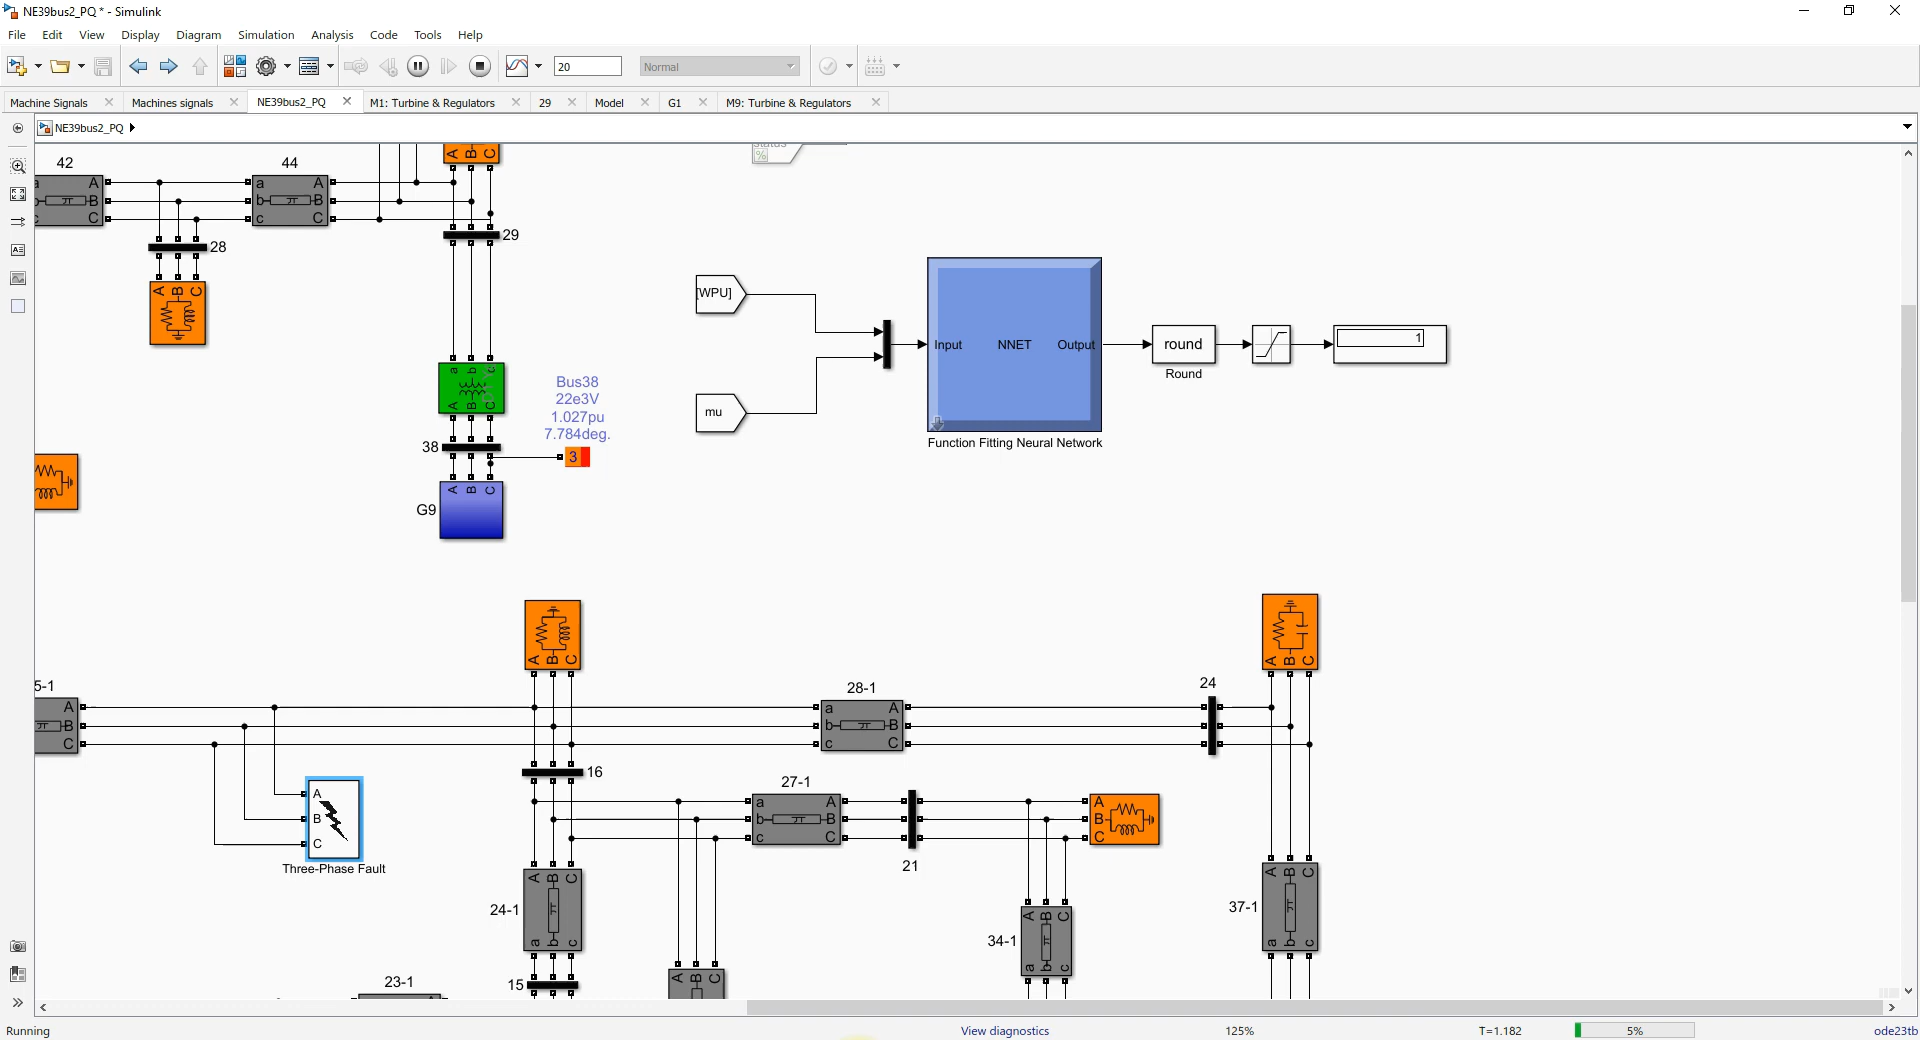 NE39bus2_PQ * - Simulink
File Edit View Display Diagram Simulation Analysis Code Tools Help
20 Normal
Machine Signals Machines signals NE39bus2_PQ M1: Turbine & Regulators 29 Model G1 M9: Turbine & Regulators
NE39bus2_PQ
A B C
%
42 44
a A a A
B b B
C c C
29
28
A B C
[WPU]
Input NNET Output
round
1
Round
a b c
A B C
Bus38
22e3V
1.027pu
7.784deg.
mu
Function Fitting Neural Network
38
3
A B C
G9
A B C
A B C
5-1 28-1 24
A a A
B b B
C c C
16
27-1
A
B
C
a A
b B
c C
A
B
C
Three-Phase Fault
21
A B C
24-1
a b c
A B C
34-1
a b c
A B C
37-1
a b c
23-1
15
A B C
Running View diagnostics 125% T=1.182 5% ode23tb